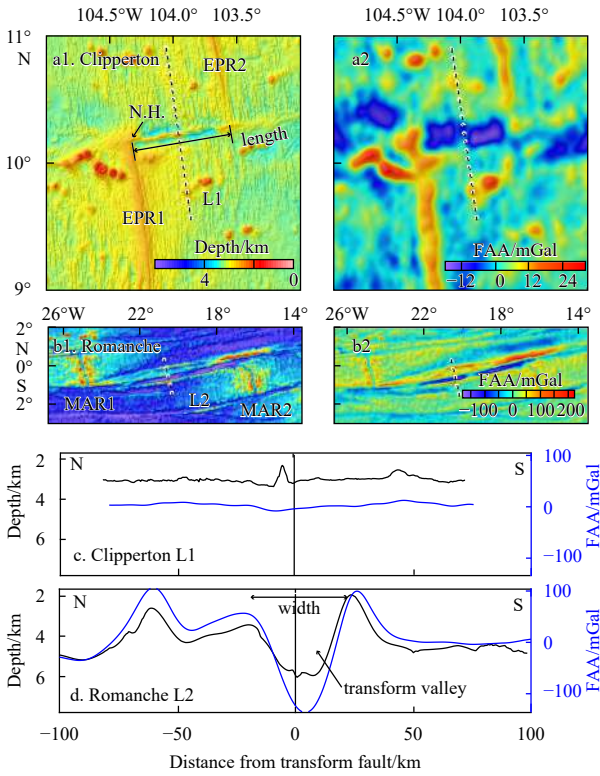 104.5°W 104.0° 103.5° 104.5°W 104.0° 103.5°
11°
N
a1. Clipperton
EPR2
a2
N.H.
length
10°
L1
EPR1
Depth/km
4 0
FAA/mGal
−12 0 12 24
9°
26°W 22° 18° 14° 26°W 22° 18° 14°
2°
N
0°
S
2°
b1. Romanche
MAR1
L2
MAR2
b2
FAA/mGal
−100 0 100 200
N
S
2
4
6
Depth/km
100
0
−100
FAA/mGal
c. Clipperton L1
N
S
width
2
4
6
Depth/km
100
0
−100
FAA/mGal
transform valley
d. Romanche L2
−100 −50 0 50 100
Distance from transform fault/km